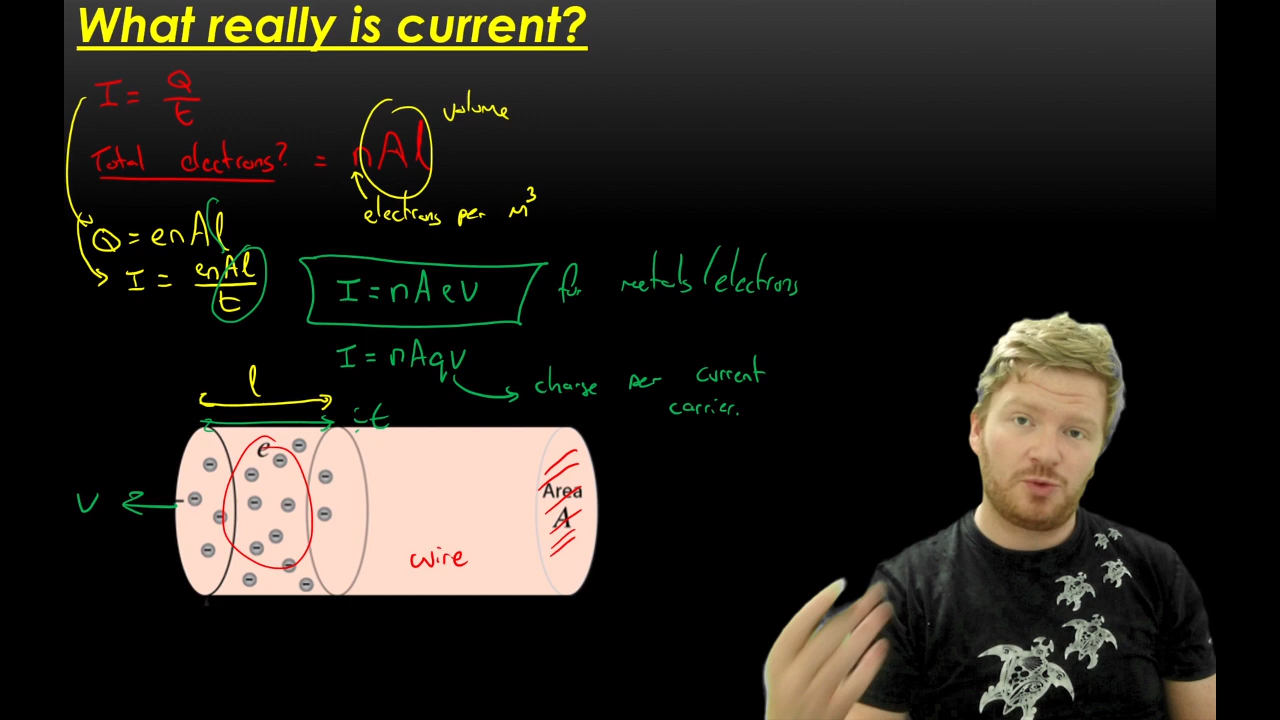 What really is current?
I = Q/t
volume
Total electrons? = nAl
electrons per m³
Q = enAl
I = enAl/t
I = nAev for metals/electrons
I = nAqv
charge per current carrier.
l
÷t
e
v
Area
A
wire